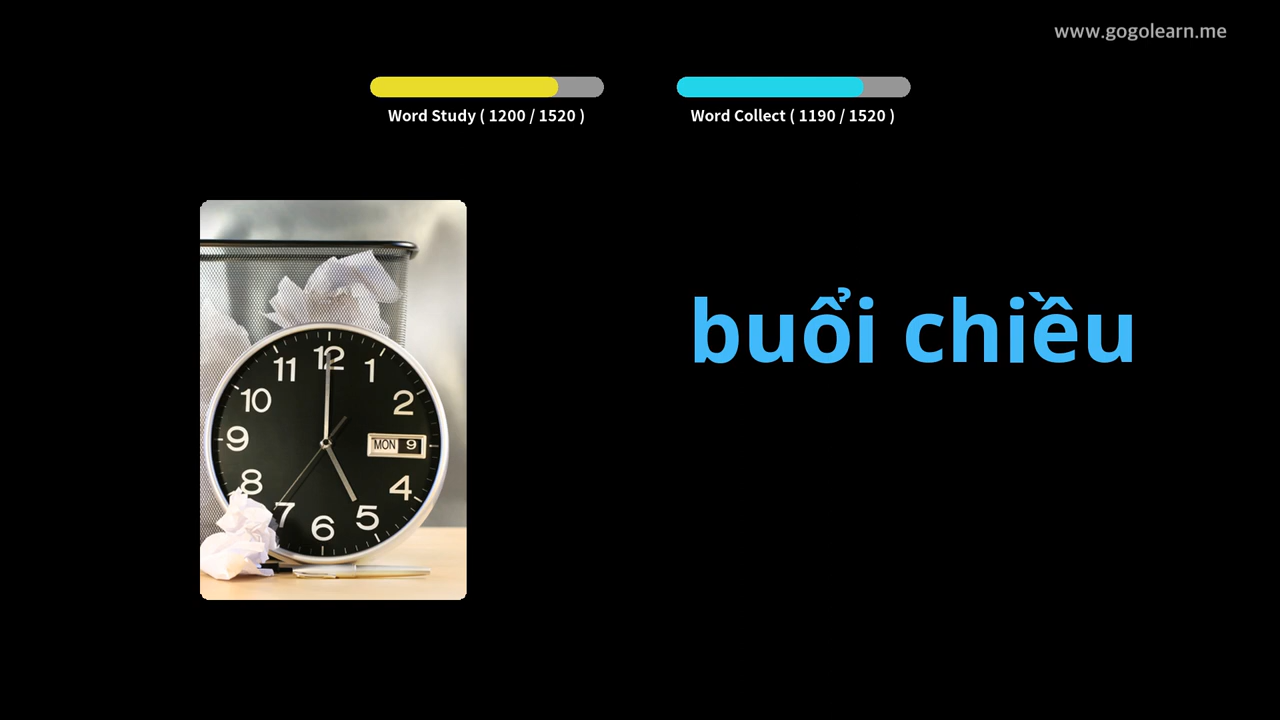 www.gogolearn.me
Word Study ( 1200 / 1520 )
Word Collect ( 1190 / 1520 )
buổi chiều
12
11
1
10
2
9
MON 9
8
4
7
5
6